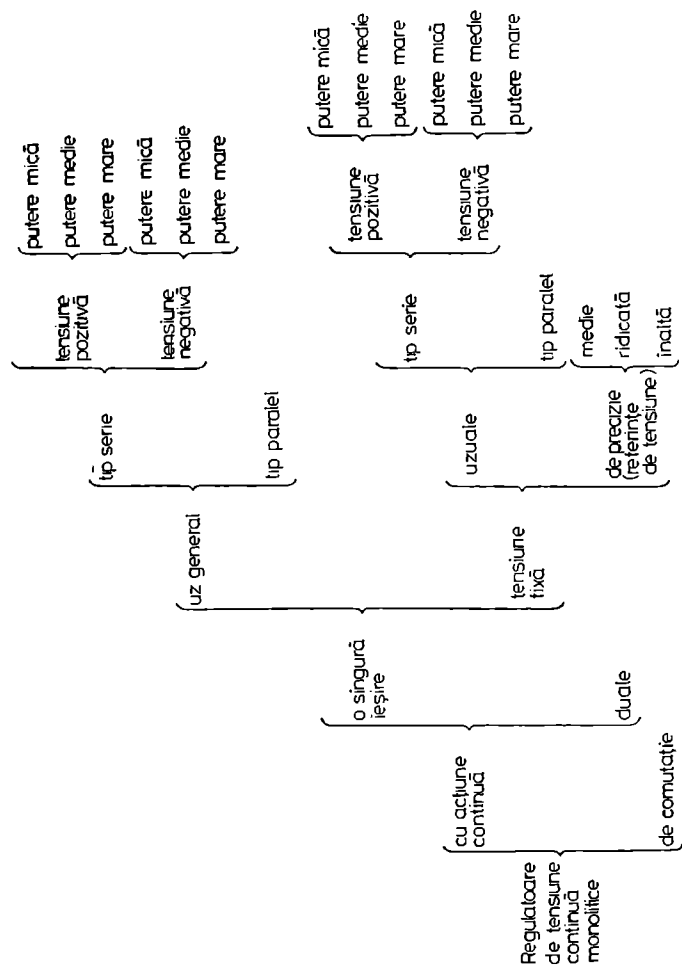 Regulatoare
de tensiune
continuă
monolitice
cu acțiune
continuă
de comutație
o singură
ieșire
duale
uz general
tensiune
fixă
tip serie
tip paralel
tensiune
pozitivă
putere mică
putere medie
putere mare
tensiune
negativă
putere mică
putere medie
putere mare
uzuale
de precizie
(referințe
de tensiune)
tip serie
tip paralel
tensiune
pozitivă
putere mică
putere medie
putere mare
tensiune
negativă
putere mică
putere medie
putere mare
medie
ridicată
înaltă